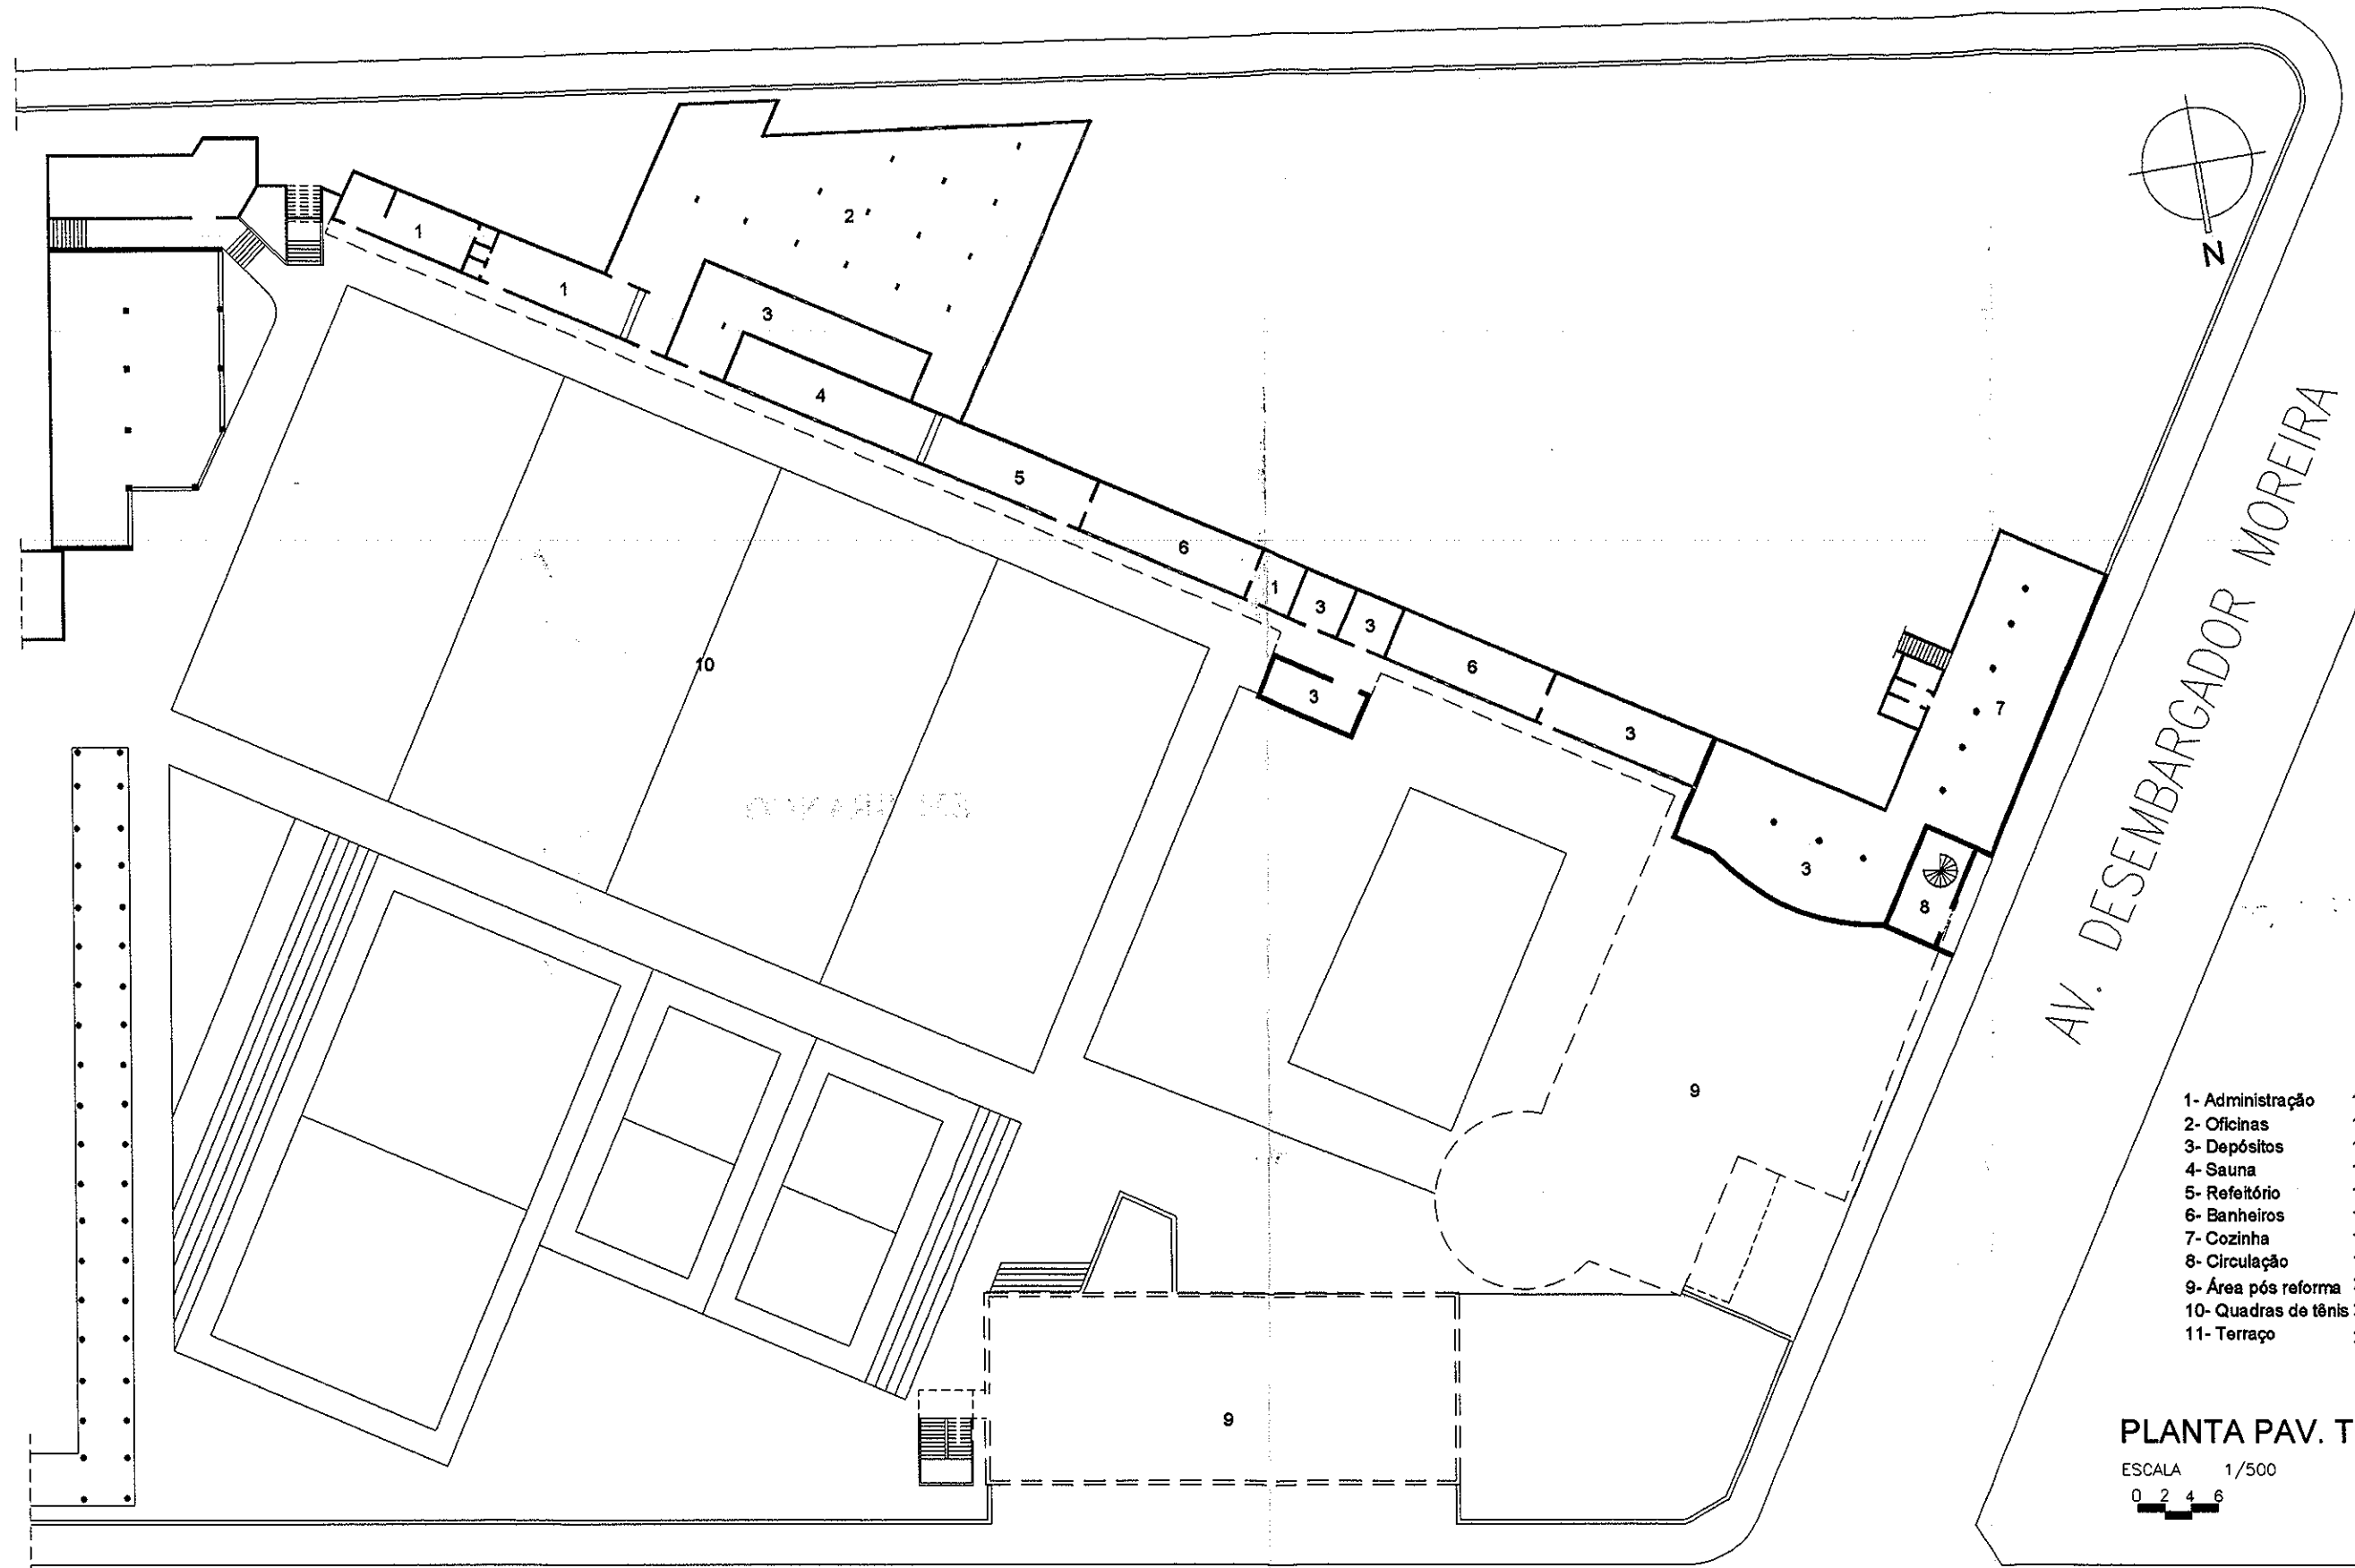 N
2
1
1
3
4
5
6
1
3
3
6
3
3
7
10
3
8
9
9
AV. DESEMBARGADOR MOREIRA
1- Administração
2- Oficinas
3- Depósitos
4- Sauna
5- Refeitório
6- Banheiros
7- Cozinha
8- Circulação
9- Área pós reforma
10- Quadras de tênis
11- Terraço
PLANTA PAV. T
ESCALA 1/500
0 2 4 6